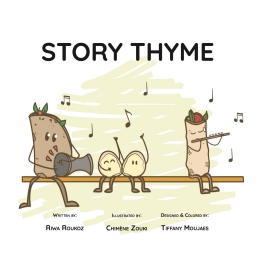 STORY THYME
Written by: Illustrated by: Designed & Colored by:
Riwa Roukoz Chimène Zouki Tiffany Moujaes